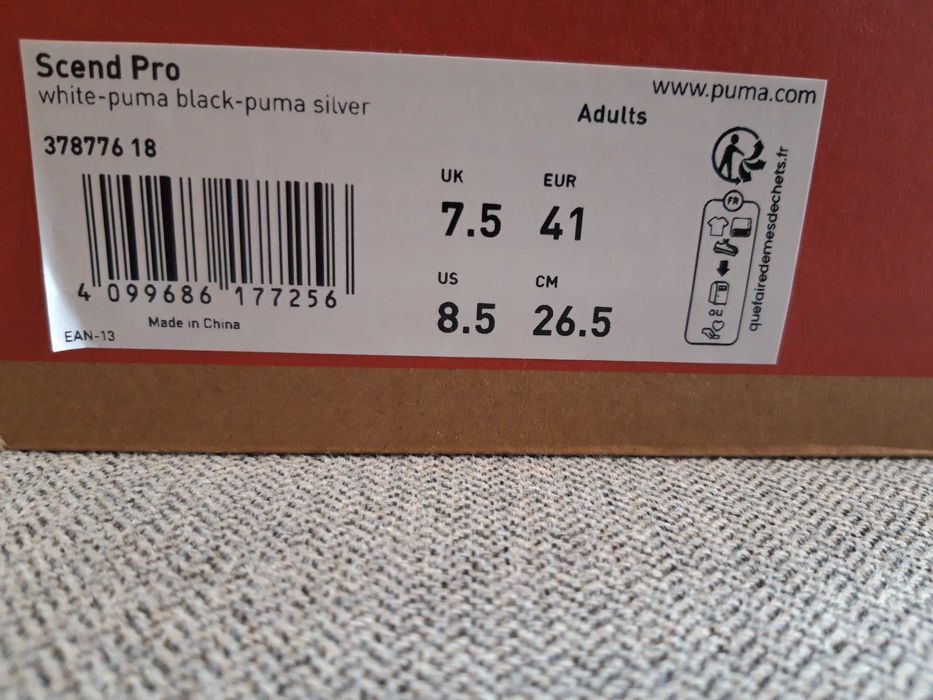 Scend Pro
white-puma black-puma silver
378776 18
4 099686 177256
Made in China
EAN-13
www.puma.com
Adults
UK
7.5
EUR
41
US
8.5
CM
26.5
FR
quefairedemesdechets.fr